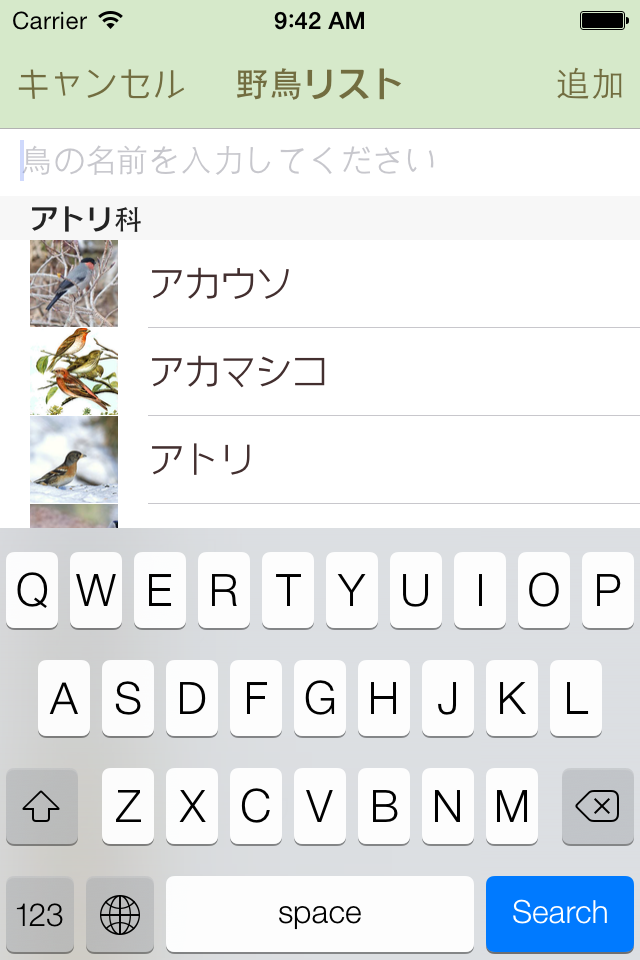 Carrier 9:42 AM
キャンセル 野鳥リスト 追加
鳥の名前を入力してください
アトリ科
アカウソ
アカマシコ
アトリ
Q W E R T Y U I O P
A S D F G H J K L
Z X C V B N M
123 space Search